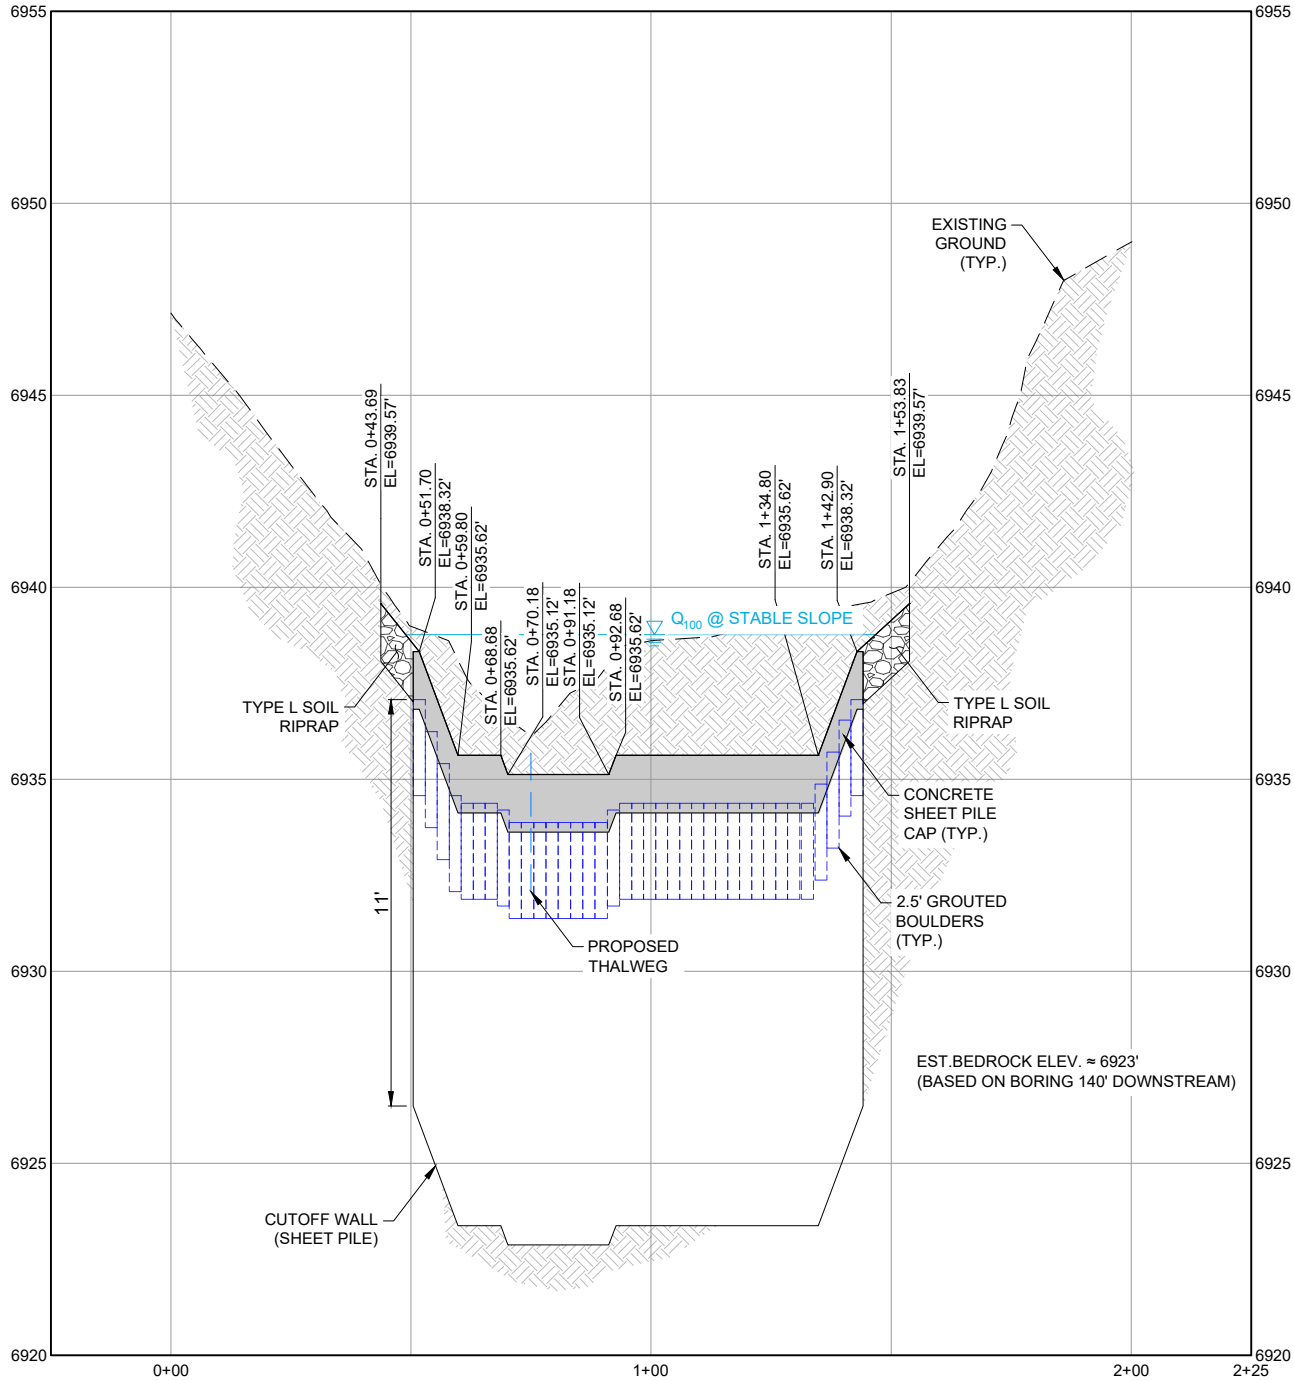 6955
6955
6950
6950
EXISTING
GROUND
(TYP.)
6945
6945
STA. 0+43.69
EL=6939.57'
STA. 0+51.70
EL=6938.32'
STA. 0+59.80
EL=6935.62'
STA. 0+68.68
EL=6935.62'
STA. 0+70.18
EL=6935.12'
STA. 0+91.18
EL=6935.12'
STA. 0+92.68
EL=6935.62'
STA. 1+34.80
EL=6935.62'
STA. 1+42.90
EL=6938.32'
STA. 1+53.83
EL=6939.57'
6940
6940
Q100 @ STABLE SLOPE
TYPE L SOIL
RIPRAP
TYPE L SOIL
RIPRAP
6935
6935
CONCRETE
SHEET PILE
CAP (TYP.)
11'
2.5' GROUTED
BOULDERS
(TYP.)
PROPOSED
THALWEG
6930
6930
EST.BEDROCK ELEV. ≈ 6923'
(BASED ON BORING 140' DOWNSTREAM)
6925
6925
CUTOFF WALL
(SHEET PILE)
6920
6920
0+00
1+00
2+00
2+25